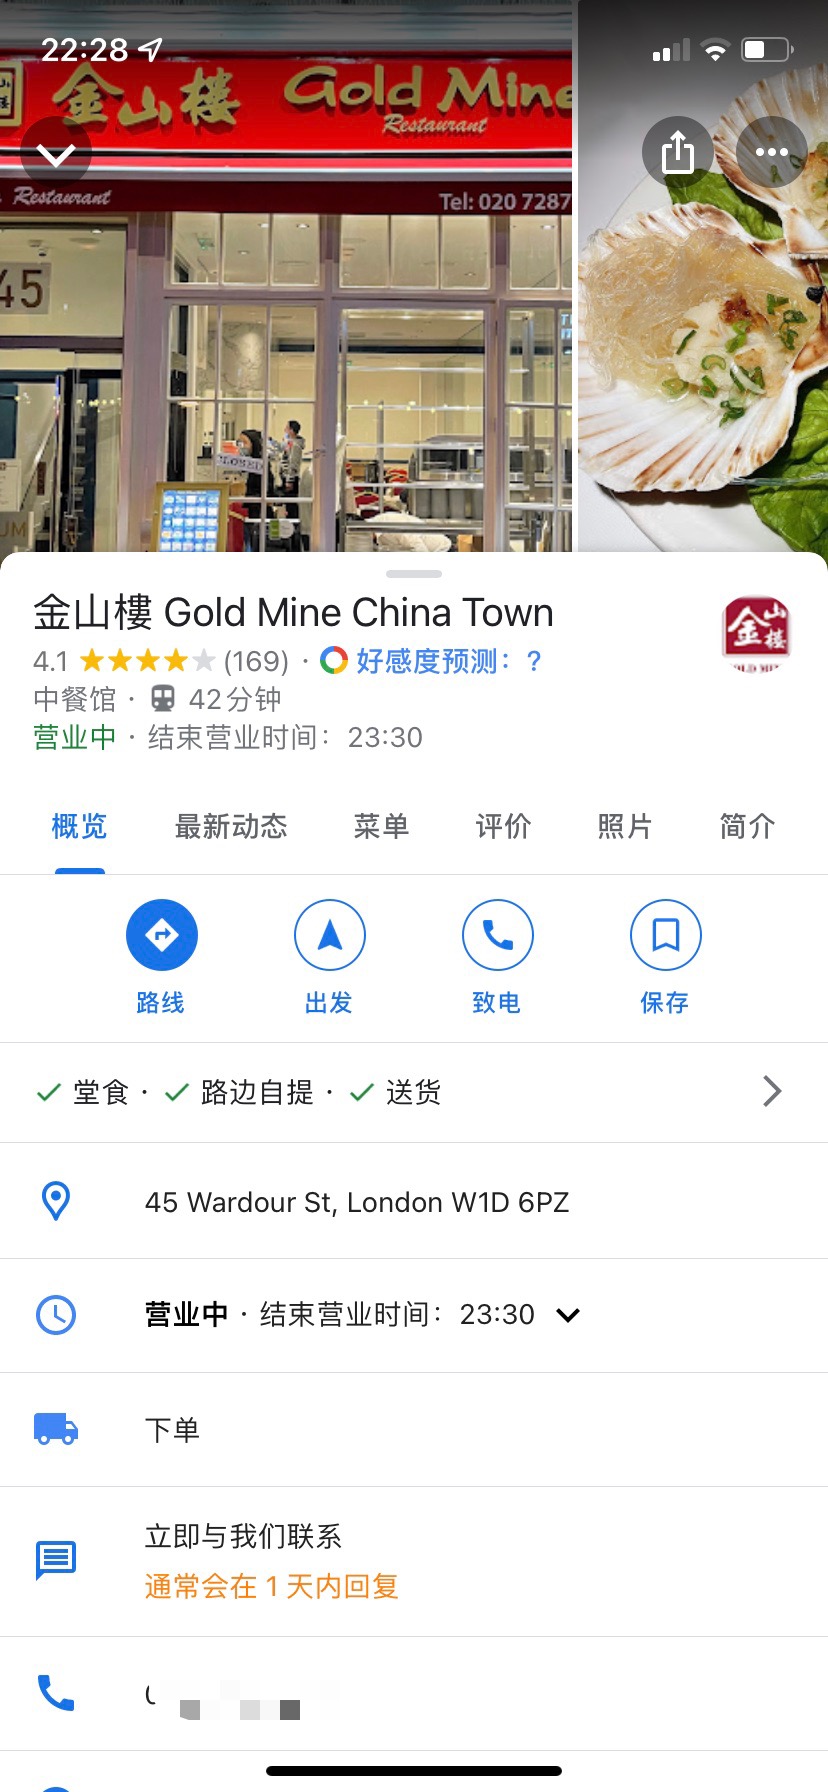 22:28
金山樓 Gold Mine
Restaurant
Restaurant
Tel: 020 7287
45
金山樓 Gold Mine China Town
4.1 (169) · 好感度预测：？
中餐馆 · 42分钟
营业中 · 结束营业时间：23:30
金山樓
概览 最新动态 菜单 评价 照片 简介
路线 出发 致电 保存
堂食 · 路边自提 · 送货
45 Wardour St, London W1D 6PZ
营业中 · 结束营业时间：23:30
下单
立即与我们联系
通常会在 1 天内回复